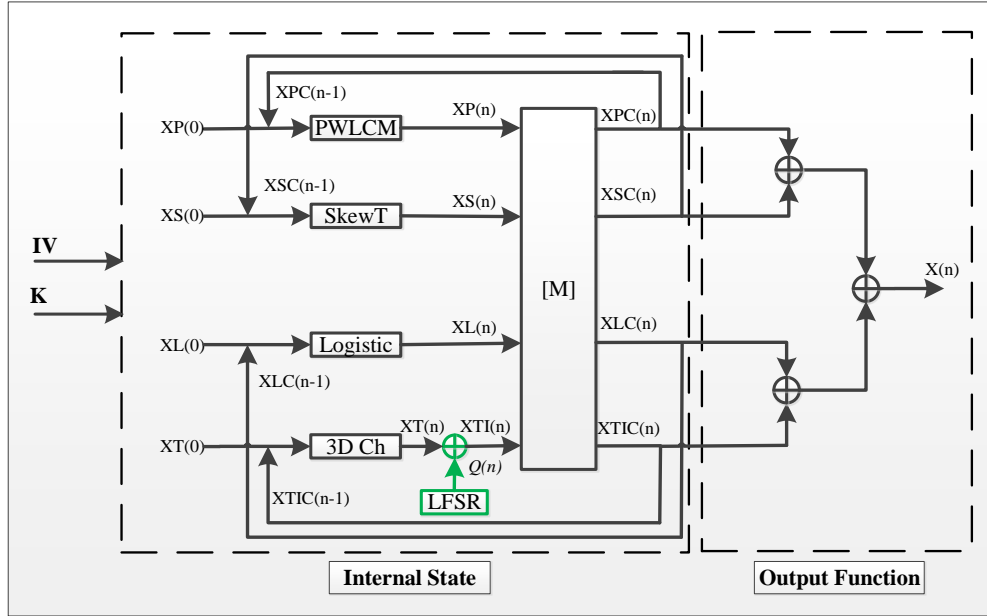 XPC(n-1)
XP(n)
XPC(n)
XP(0)
PWLCM
XSC(n-1)
XS(n)
XSC(n)
XS(0)
SkewT
IV
[M]
X(n)
K
XL(n)
XLC(n)
XL(0)
Logistic
XLC(n-1)
XT(n)
XTI(n)
XTIC(n)
XT(0)
3D Ch
Q(n)
XTIC(n-1)
LFSR
Internal State
Output Function